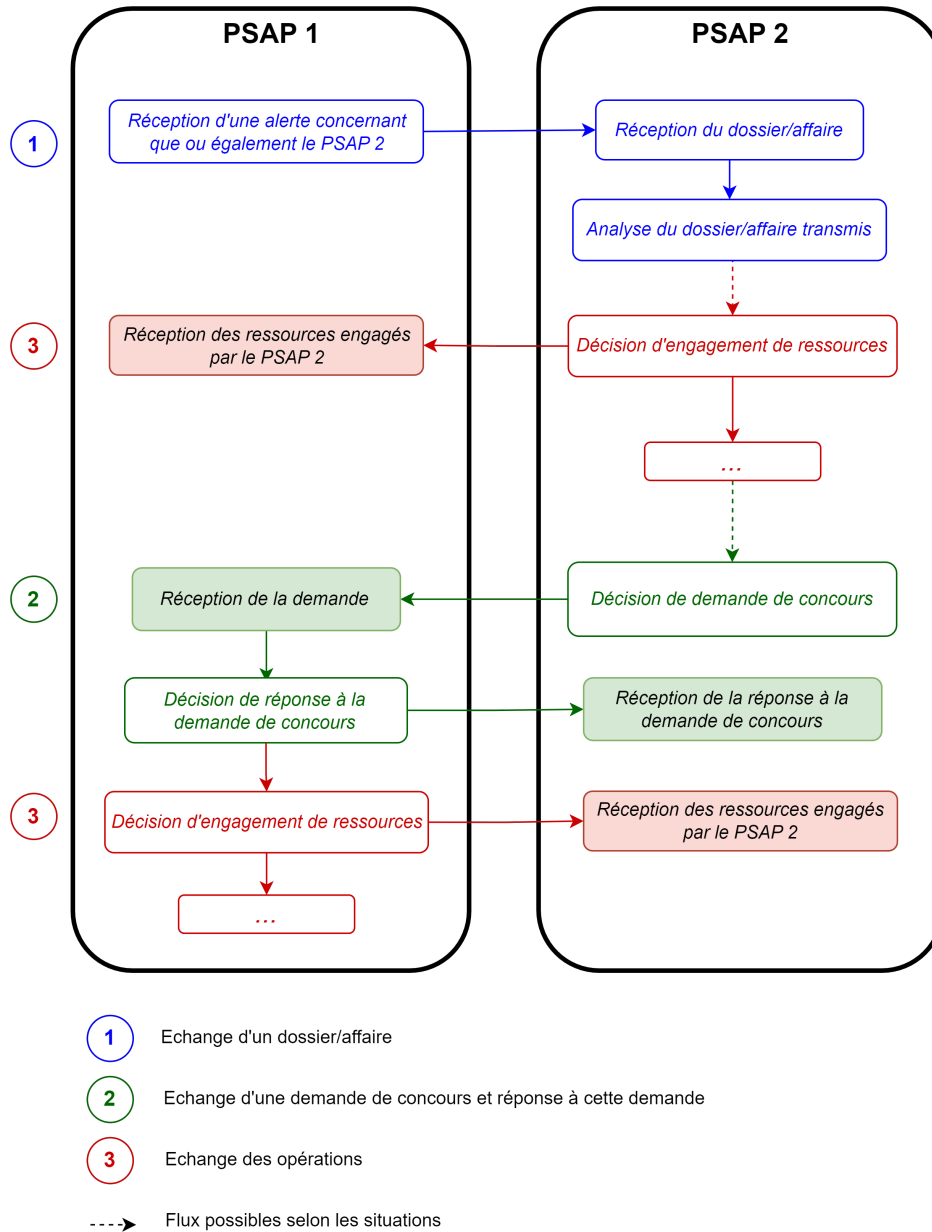 PSAP 1
PSAP 2
1
Réception d'une alerte concernant
que ou également le PSAP 2
Réception du dossier/affaire
Analyse du dossier/affaire transmis
3
Réception des ressources engagés
par le PSAP 2
Décision d'engagement de ressources
...
2
Réception de la demande
Décision de demande de concours
Décision de réponse à la
demande de concours
Réception de la réponse à la
demande de concours
3
Décision d'engagement de ressources
Réception des ressources engagés
par le PSAP 2
...
1
Echange d'un dossier/affaire
2
Echange d'une demande de concours et réponse à cette demande
3
Echange des opérations
Flux possibles selon les situations